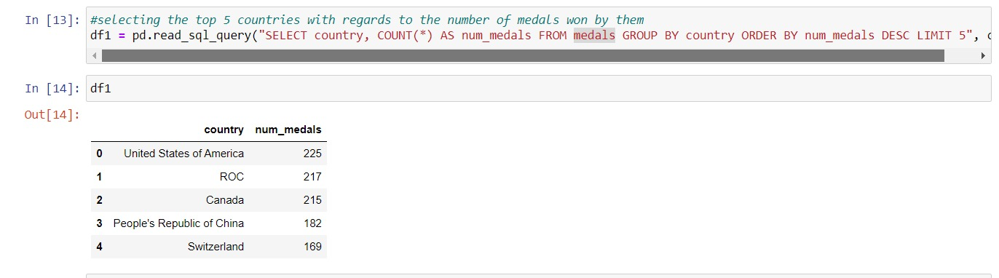 In [13]: #selecting the top 5 countries with regards to the number of medals won by them
df1 = pd.read_sql_query("SELECT country, COUNT(*) AS num_medals FROM medals GROUP BY country ORDER BY num_medals DESC LIMIT 5",
In [14]: df1
Out[14]:
country num_medals
0 United States of America 225
1 ROC 217
2 Canada 215
3 People's Republic of China 182
4 Switzerland 169